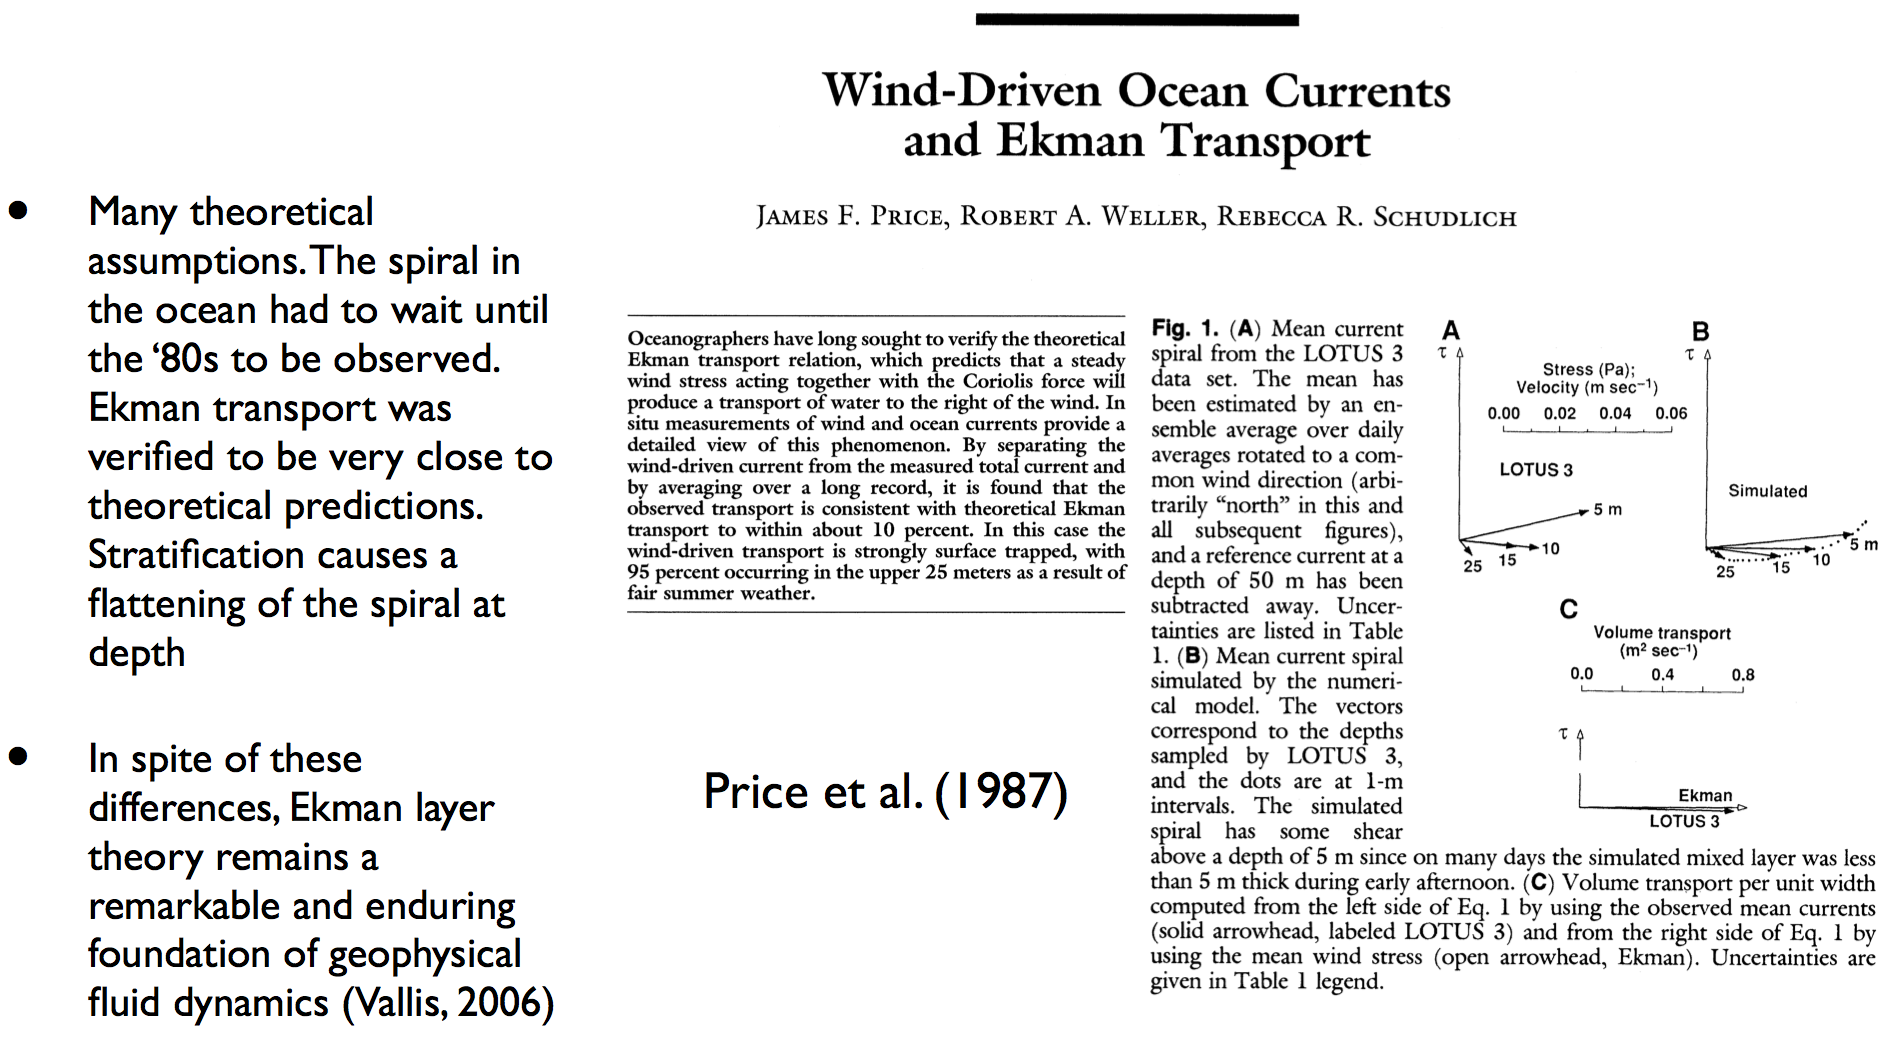 Wind-Driven Ocean Currents
and Ekman Transport
JAMES F. PRICE, ROBERT A. WELLER, REBECCA R. SCHUDLICH
• Many theoretical
assumptions. The spiral in
the ocean had to wait until
the ‘80s to be observed.
Ekman transport was
verified to be very close to
theoretical predictions.
Stratification causes a
flattening of the spiral at
depth
• In spite of these
differences, Ekman layer
theory remains a
remarkable and enduring
foundation of geophysical
fluid dynamics (Vallis, 2006)
Oceanographers have long sought to verify the theoretical
Ekman transport relation, which predicts that a steady
wind stress acting together with the Coriolis force will
produce a transport of water to the right of the wind. In
situ measurements of wind and ocean currents provide a
detailed view of this phenomenon. By separating the
wind-driven current from the measured total current and
by averaging over a long record, it is found that the
observed transport is consistent with theoretical Ekman
transport to within about 10 percent. In this case the
wind-driven transport is strongly surface trapped, with
95 percent occurring in the upper 25 meters as a result of
fair summer weather.
Price et al. (1987)
Fig. 1. (A) Mean current
spiral from the LOTUS 3
data set. The mean has
been estimated by an en-
semble average over daily
averages rotated to a com-
mon wind direction (arbi-
trarily “north” in this and
all subsequent figures),
and a reference current at a
depth of 50 m has been
subtracted away. Uncer-
tainties are listed in Table
1. (B) Mean current spiral
simulated by the numeri-
cal model. The vectors
correspond to the depths
sampled by LOTUS 3,
and the dots are at 1-m
intervals. The simulated
spiral has some shear
above a depth of 5 m since on many days the simulated mixed layer was less
than 5 m thick during early afternoon. (C) Volume transport per unit width
computed from the left side of Eq. 1 by using the observed mean currents
(solid arrowhead, labeled LOTUS 3) and from the right side of Eq. 1 by
using the mean wind stress (open arrowhead, Ekman). Uncertainties are
given in Table 1 legend.
A
τ
Stress (Pa);
Velocity (m sec⁻¹)
0.00 0.02 0.04 0.06
LOTUS 3
5 m
10
15
25
B
τ
Simulated
5 m
10
15
25
C
Volume transport
(m² sec⁻¹)
0.0 0.4 0.8
τ
Ekman
LOTUS 3